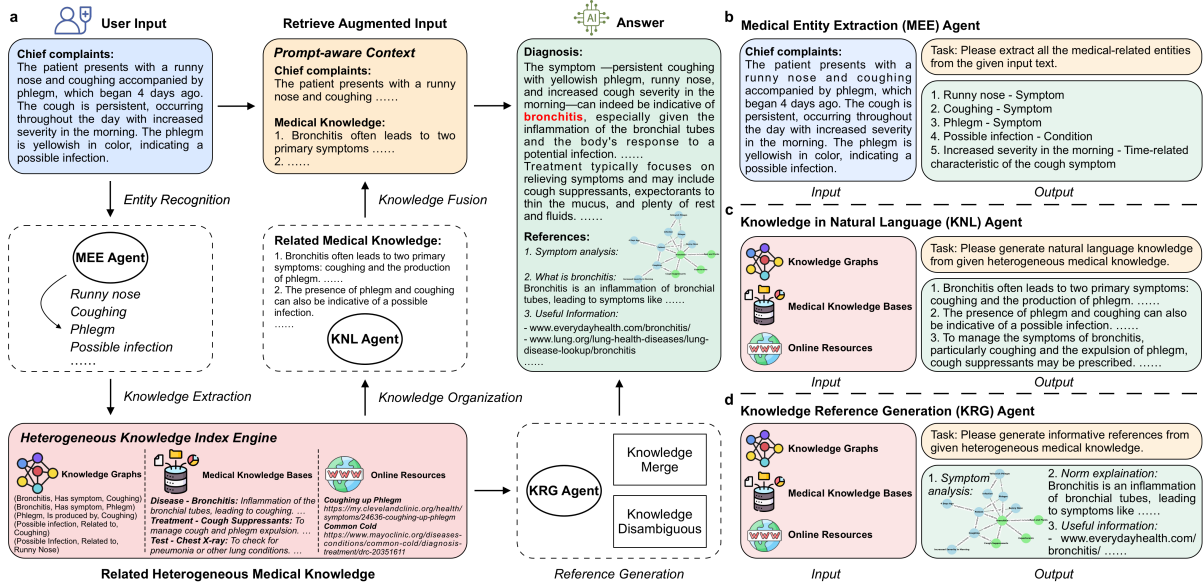 a
User Input
Retrieve Augmented Input
AI
Answer
Chief complaints:
The patient presents with a runny
nose and coughing accompanied by
phlegm, which began 4 days ago.
The cough is persistent, occurring
throughout the day with increased
severity in the morning. The phlegm
is yellowish in color, indicating a
possible infection.
Prompt-aware Context
Chief complaints:
The patient presents with a runny
nose and coughing ……
Medical Knowledge:
1. Bronchitis often leads to two
primary symptoms ……
2. ……
Diagnosis:
The symptom —persistent coughing
with yellowish phlegm, runny nose,
and increased cough severity in the
morning—can indeed be indicative of
bronchitis, especially given the
inflammation of the bronchial tubes
and the body's response to a
potential infection. ……
Treatment typically focuses on
relieving symptoms and may include
cough suppressants, expectorants to
thin the mucus, and plenty of rest
and fluids. ……
References:
1. Symptom analysis:
2. What is bronchitis:
Bronchitis is an inflammation of bronchial
tubes, leading to symptoms like ……
3. Useful Information:
- www.everydayhealth.com/bronchitis/
- www.lung.org/lung-health-diseases/lung-
disease-lookup/bronchitis
……
Entity Recognition
Knowledge Fusion
MEE Agent
Runny nose
Coughing
Phlegm
Possible infection
……
Related Medical Knowledge:
1. Bronchitis often leads to two primary
symptoms: coughing and the production
of phlegm. ……
2. The presence of phlegm and coughing
can also be indicative of a possible
infection.
……
KNL Agent
Knowledge Extraction
Knowledge Organization
Heterogeneous Knowledge Index Engine
Knowledge Graphs
(Bronchitis, Has symptom, Coughing)
(Bronchitis, Has symptom, Phlegm)
(Phlegm, Is produced by, Coughing)
(Possible infection, Related to,
Coughing)
(Possible Infection, Related to,
Runny Nose)
Medical Knowledge Bases
Disease - Bronchitis: Inflammation of the
bronchial tubes, leading to coughing. …
Treatment - Cough Suppressants: To
manage cough and phlegm expulsion. …
Test - Chest X-ray: To check for
pneumonia or other lung conditions. …
WWW
Online Resources
Coughing up Phlegm
https://my.clevelandclinic.org/health/
symptoms/24636-coughing-up-phlegm
Common Cold
https://www.mayoclinic.org/diseases-
conditions/common-cold/diagnosis-
treatment/drc-20351611
Related Heterogeneous Medical Knowledge
KRG Agent
Knowledge
Merge
Knowledge
Disambiguous
Reference Generation
b
Medical Entity Extraction (MEE) Agent
Chief complaints:
The patient presents with
a runny nose and coughing
accompanied by phlegm, which
began 4 days ago. The cough is
persistent, occurring throughout
the day with increased severity
in the morning. The phlegm is
yellowish in color, indicating a
possible infection.
Input
Task: Please extract all the medical-related entities
from the given input text.
1. Runny nose - Symptom
2. Coughing - Symptom
3. Phlegm - Symptom
4. Possible infection - Condition
5. Increased severity in the morning - Time-related
characteristic of the cough symptom
Output
c
Knowledge in Natural Language (KNL) Agent
Knowledge Graphs
Medical Knowledge Bases
WWW
Online Resources
Input
Task: Please generate natural language knowledge
from given heterogeneous medical knowledge.
1. Bronchitis often leads to two primary symptoms:
coughing and the production of phlegm. ……
2. The presence of phlegm and coughing can also
be indicative of a possible infection.
3. To manage the symptoms of bronchitis,
particularly coughing and the expulsion of phlegm,
cough suppressants may be prescribed. ……
Output
d
Knowledge Reference Generation (KRG) Agent
Knowledge Graphs
Medical Knowledge Bases
WWW
Online Resources
Input
Task: Please generate informative references from
given heterogeneous medical knowledge.
1. Symptom
analysis:
2. Norm explaination:
Bronchitis is an inflammation
of bronchial tubes, leading
to symptoms like ……
3. Useful information:
- www.everydayhealth.com/
bronchitis/ ……
Output